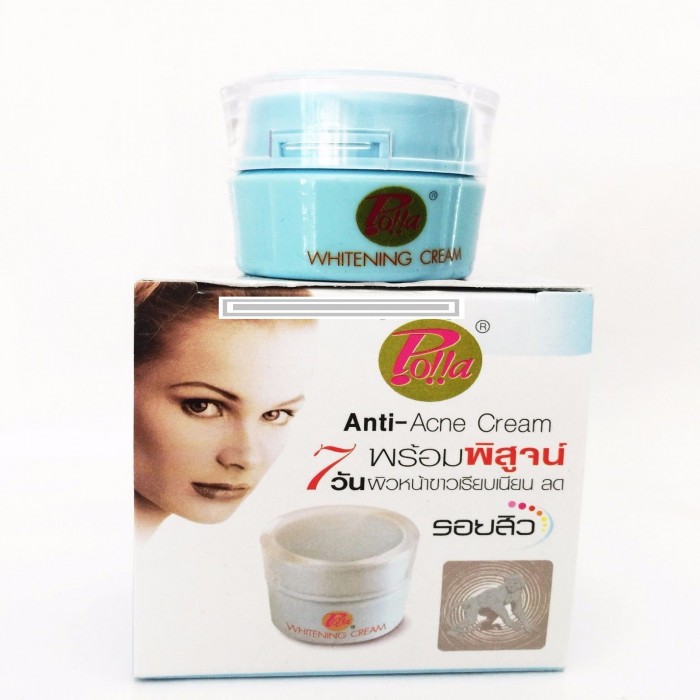 Polla®
WHITENING CREAM
Polla®
Anti-Acne Cream
7 วัน พร้อมพิสูจน์
ผิวหน้าขาวเรียบเนียน ลด
รอยสิว
Polla
WHITENING CREAM